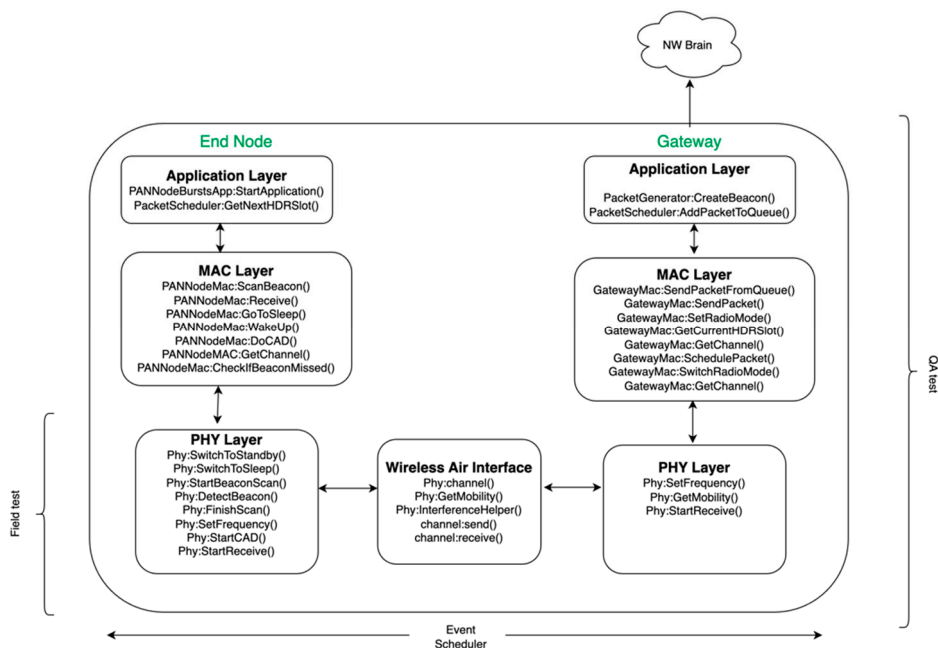 NW Brain
End Node
Gateway
Application Layer
PANNodeBurstsApp:StartApplication()
PacketScheduler:GetNextHDRSlot()
Application Layer
PacketGenerator:CreateBeacon()
PacketScheduler:AddPacketToQueue()
MAC Layer
PANNodeMac:ScanBeacon()
PANNodeMac:Receive()
PANNodeMac:GoToSleep()
PANNodeMac:WakeUp()
PANNodeMac:DoCAD()
PANNodeMAC:GetChannel()
PANNodeMac:CheckIfBeaconMissed()
MAC Layer
GatewayMac:SendPacketFromQueue()
GatewayMac:SendPacket()
GatewayMac:SetRadioMode()
GatewayMac:GetCurrentHDRSlot()
GatewayMac:GetChannel()
GatewayMac:SchedulePacket()
GatewayMac:SwitchRadioMode()
GatewayMac:GetChannel()
PHY Layer
Phy:SwitchToStandby()
Phy:SwitchToSleep()
Phy:StartBeaconScan()
Phy:DetectBeacon()
Phy:FinishScan()
Phy:SetFrequency()
Phy:StartCAD()
Phy:StartReceive()
Wireless Air Interface
Phy:channel()
Phy:GetMobility()
Phy:InterferenceHelper()
channel:send()
channel:receive()
PHY Layer
Phy:SetFrequency()
Phy:GetMobility()
Phy:StartReceive()
Field test
QA test
Event
Scheduler